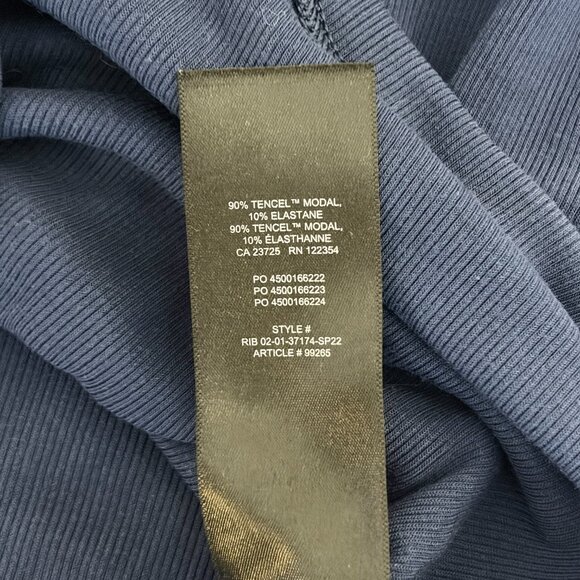 90% TENCEL™ MODAL,
10% ELASTANE
90% TENCEL™ MODAL,
10% ÉLASTHANNE
CA 23725 RN 122354
PO 4500166222
PO 4500166223
PO 4500166224
STYLE #
RIB 02-01-37174-SP22
ARTICLE # 99265